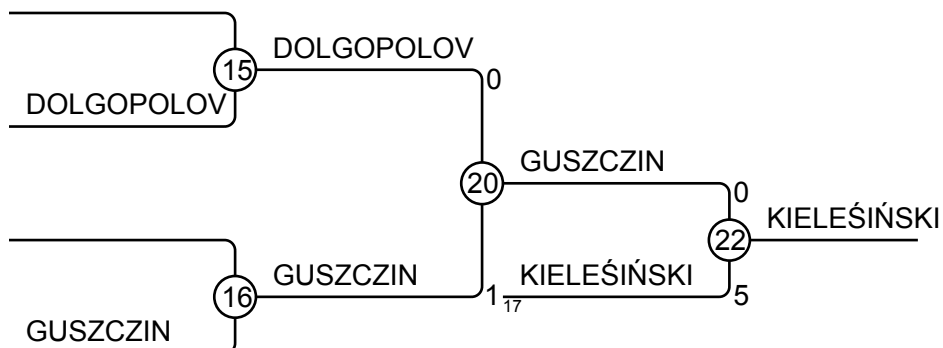 DOLGOPOLOV
15
0
DOLGOPOLOV
GUSZCZIN
20
0
KIELEŚIŃSKI
22
GUSZCZIN
KIELEŚIŃSKI
16
1
17
5
GUSZCZIN